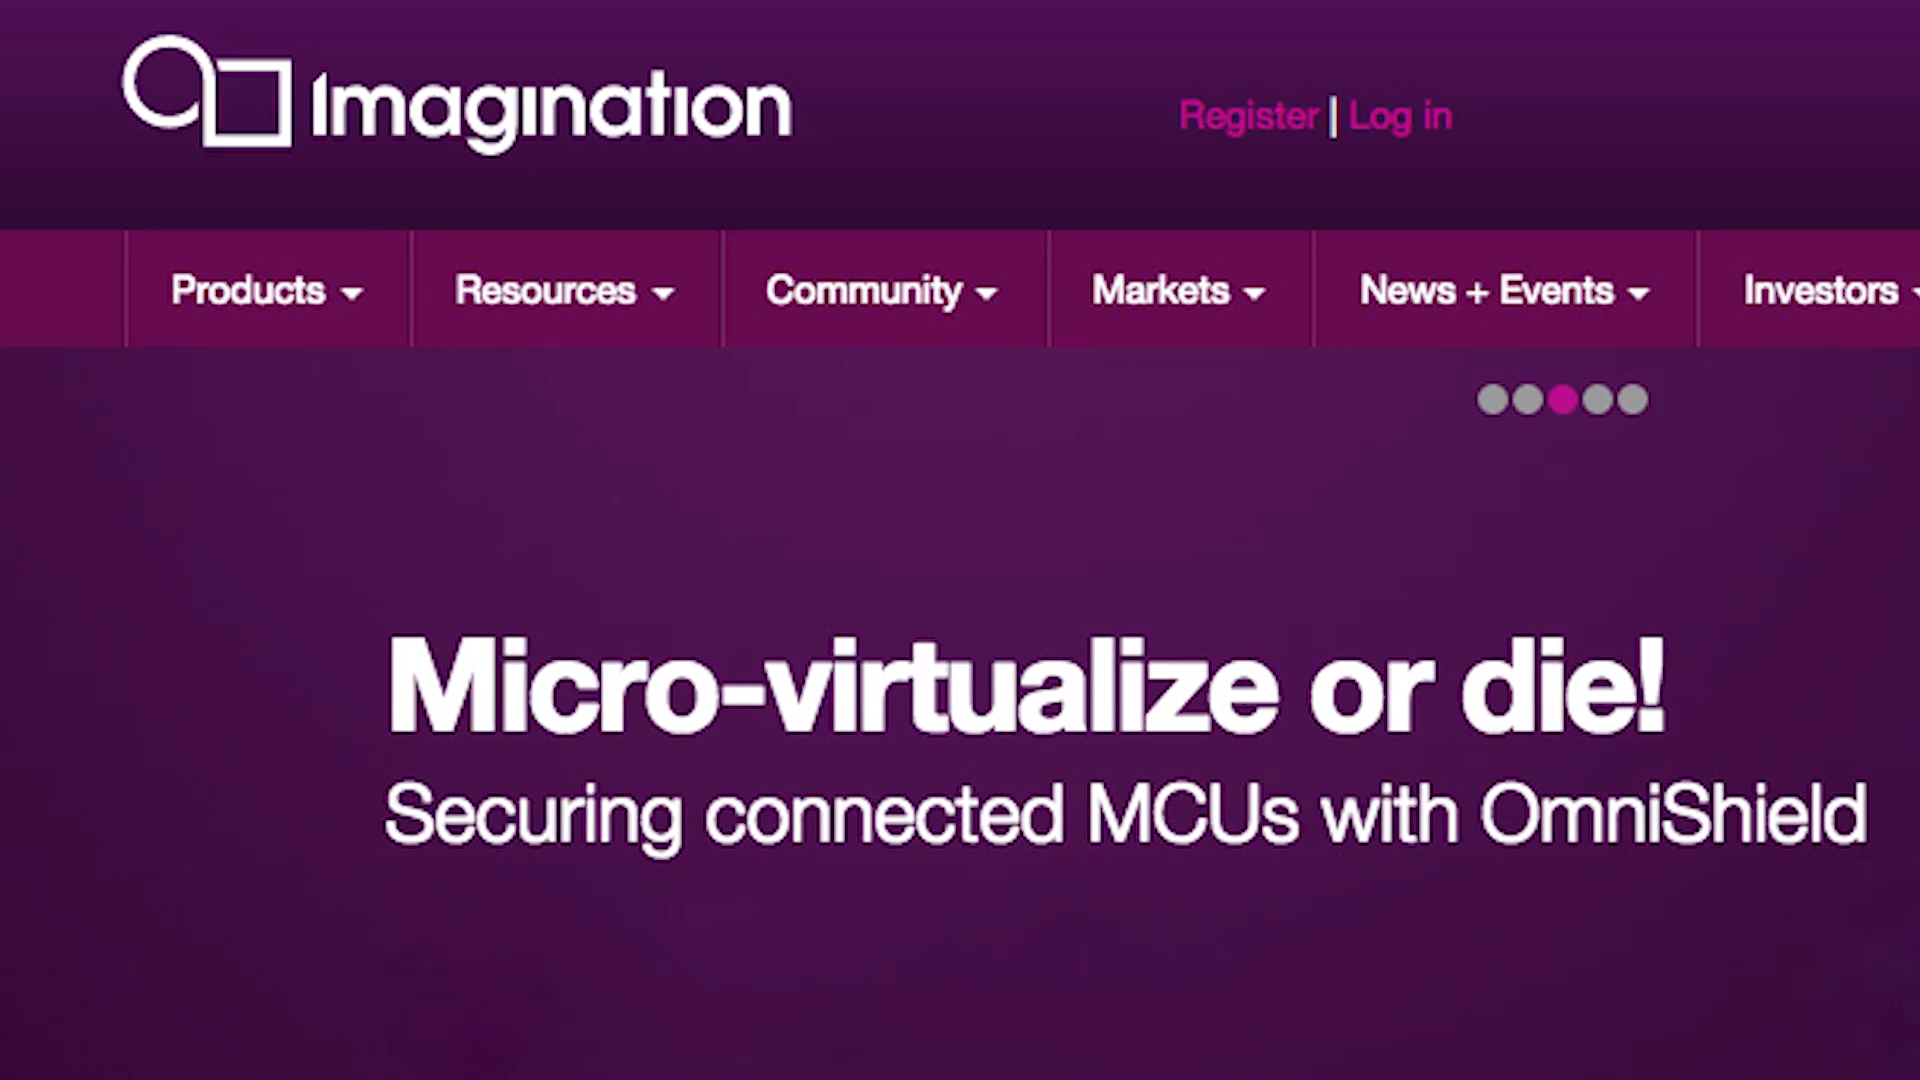 Imagination
Register | Log in
Products
Resources
Community
Markets
News + Events
Investors
Micro-virtualize or die!
Securing connected MCUs with OmniShield